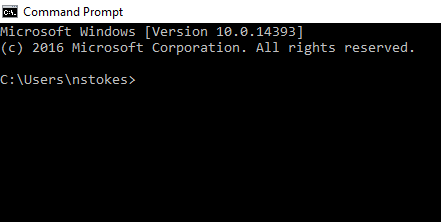 Command Prompt
Microsoft Windows [Version 10.0.14393]
(c) 2016 Microsoft Corporation. All rights reserved.
C:\Users\nstokes>